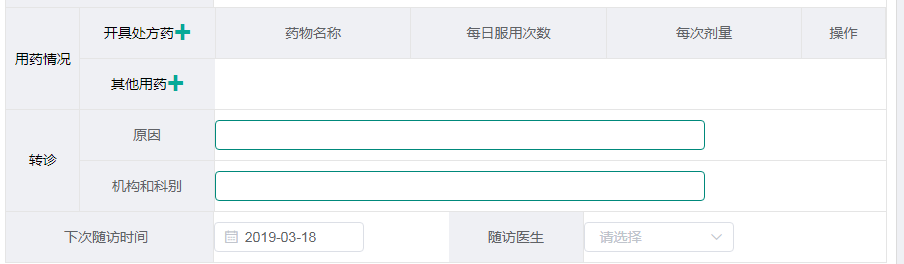 用药情况
开具处方药
药物名称 每日服用次数 每次剂量 操作
其他用药
转诊
原因
机构和科别
下次随访时间 2019-03-18 随访医生 请选择